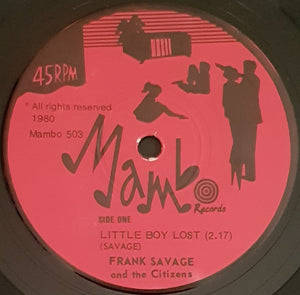 45RPM
* All rights reserved
1980
Mambo 503
Mambo
Records
SIDE ONE
LITTLE BOY LOST (2.17)
(SAVAGE)
FRANK SAVAGE
and the Citizens